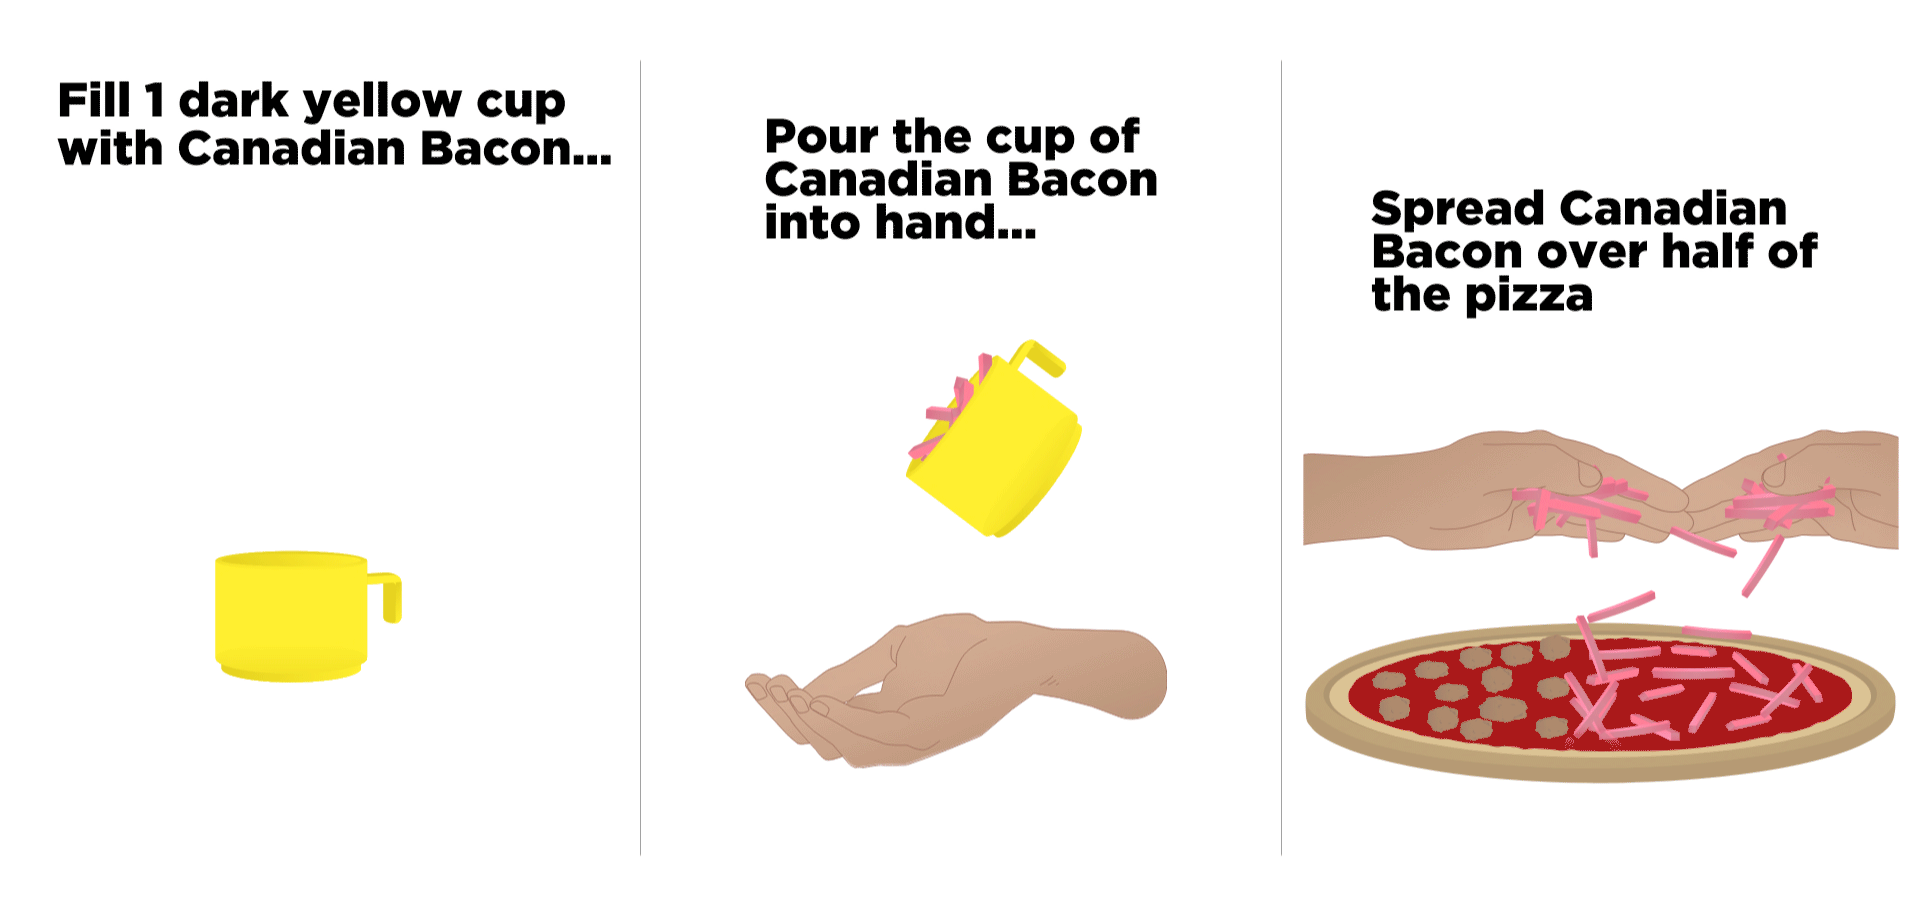 Fill 1 dark yellow cup
with Canadian Bacon...
Pour the cup of
Canadian Bacon
into hand...
Spread Canadian
Bacon over half of
the pizza